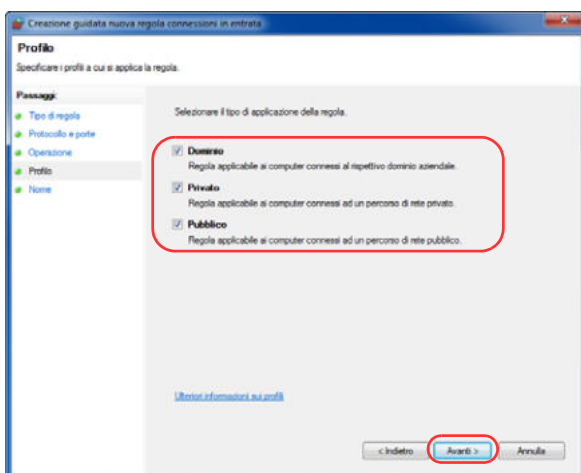 Creazione guidata nuova regola connessioni in entrata
Profilo
Specificare i profili a cui si applica la regola.
Passaggi:
Tipo di regola
Protocollo e porte
Operazione
Profilo
Nome
Selezionare il tipo di applicazione della regola.
Dominio
Regola applicabile ai computer connessi al rispettivo dominio aziendale.
Privato
Regola applicabile ai computer connessi ad un percorso di rete privato.
Pubblico
Regola applicabile ai computer connessi ad un percorso di rete pubblico.
Ulteriori informazioni sui profili
< Indietro
Avanti >
Annulla